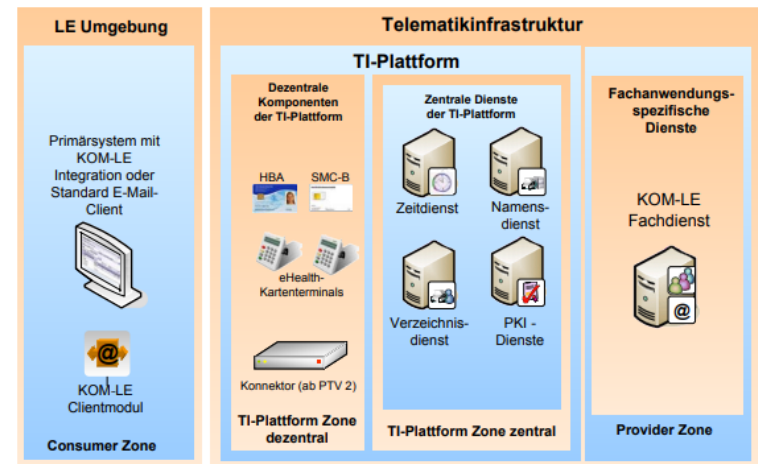 LE Umgebung
Primärsystem mit
KOM-LE
Integration oder
Standard E-Mail-
Client
@
KOM-LE
Clientmodul
Consumer Zone
Telematikinfrastruktur
TI-Plattform
Dezentrale
Komponenten
der TI-Plattform
HBA
SMC-B
eHealth-
Kartenterminals
Konnektor (ab PTV 2)
TI-Plattform Zone
dezentral
Zentrale Dienste
der TI-Plattform
Zeitdienst
Namens-
dienst
Verzeichnis-
dienst
PKI -
Dienste
TI-Plattform Zone zentral
Fachanwendungs-
spezifische
Dienste
KOM-LE
Fachdienst
@
Provider Zone